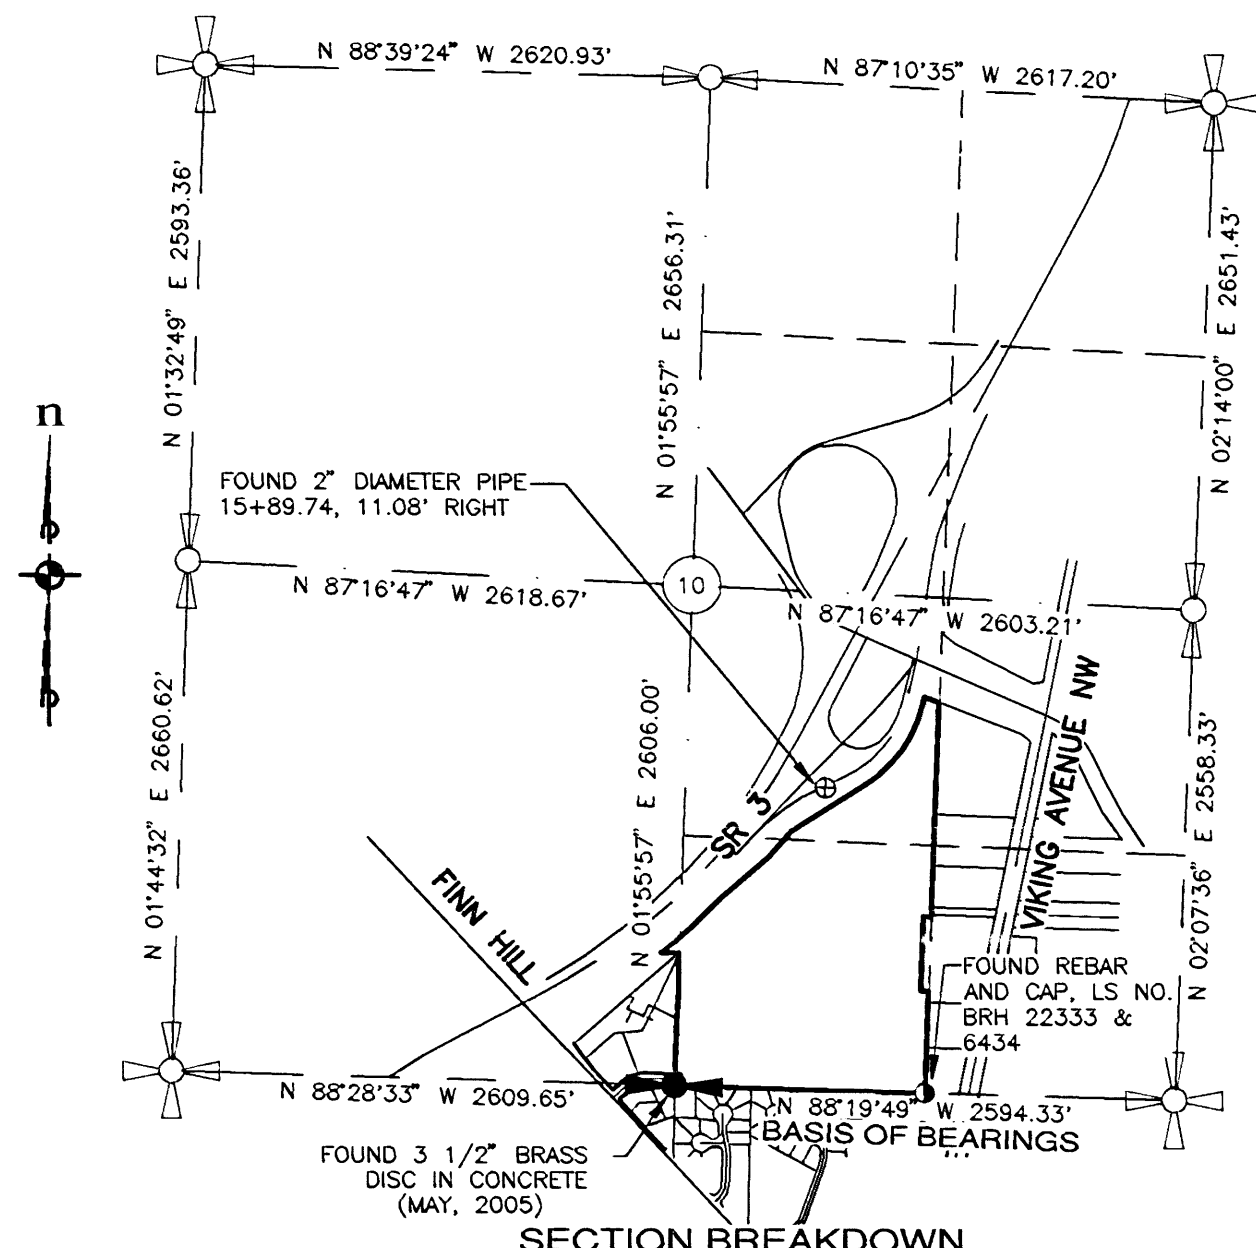 N 88°39'24" W 2620.93'
N 87°10'35" W 2617.20'
N 01°32'49" E 2593.36'
N 01°55'57" E 2656.31'
N 02°14'00" E 2651.43'
n
FOUND 2" DIAMETER PIPE
15+89.74, 11.08' RIGHT
N 87°16'47" W 2618.67'
10
N 87°16'47" W 2603.21'
N 01°44'32" E 2660.62'
N 01°55'57" E 2606.00'
SR 3
FINN HILL
VIKING AVENUE NW
N 02°07'36" E 2558.33'
FOUND REBAR
AND CAP, LS NO.
BRH 22333 &
6434
N 88°28'33" W 2609.65'
N 88°19'49" W 2594.33'
BASIS OF BEARINGS
FOUND 3 1/2" BRASS
DISC IN CONCRETE
(MAY, 2005)
SECTION BREAKDOWN